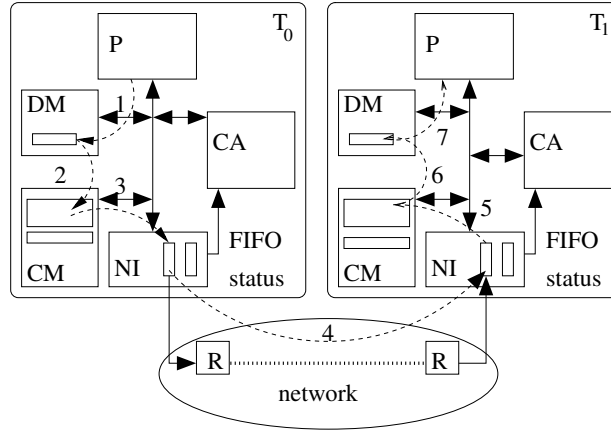 T0
P
DM
1
CA
2
3
CM
NI
FIFO
status
T1
P
DM
7
CA
6
5
CM
NI
FIFO
status
4
R
R
network